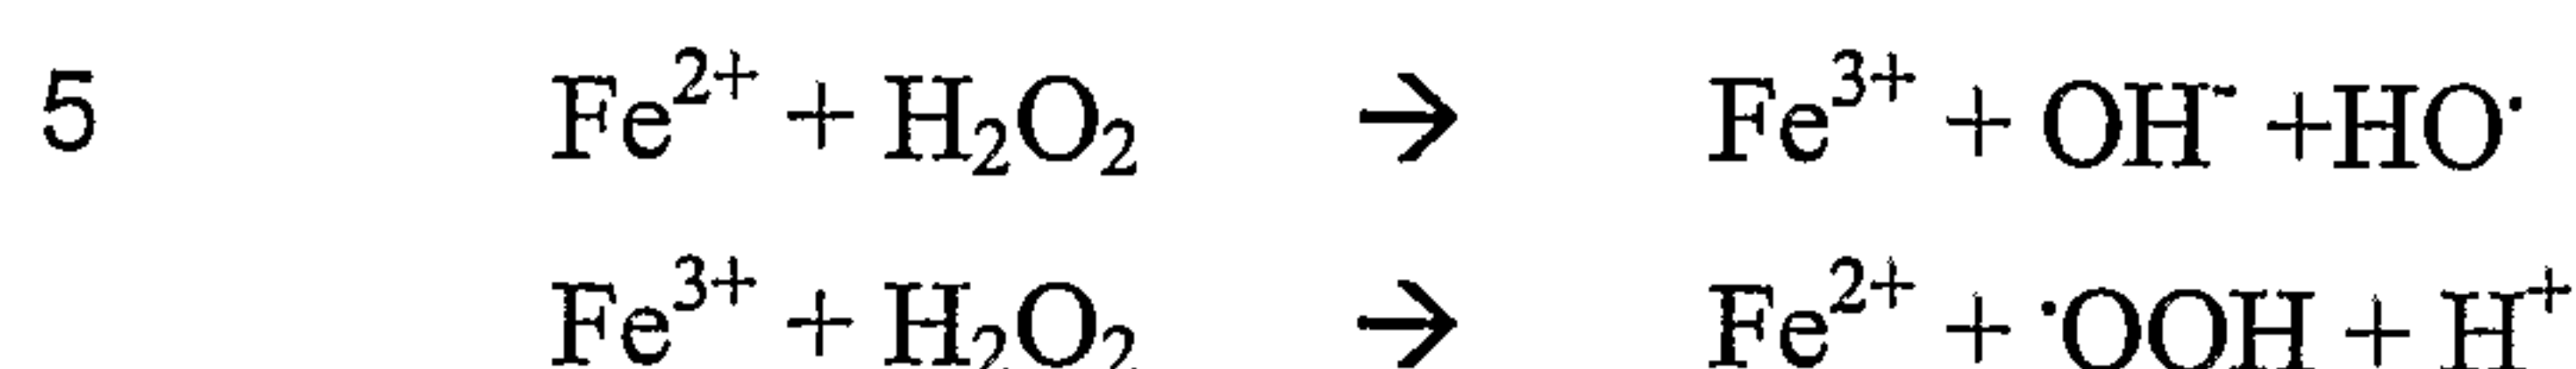 5 Fe²⁺ + H₂O₂ → Fe³⁺ + OH⁻ +HO·
Fe³⁺ + H₂O₂ → Fe²⁺ + ·OOH + H⁺